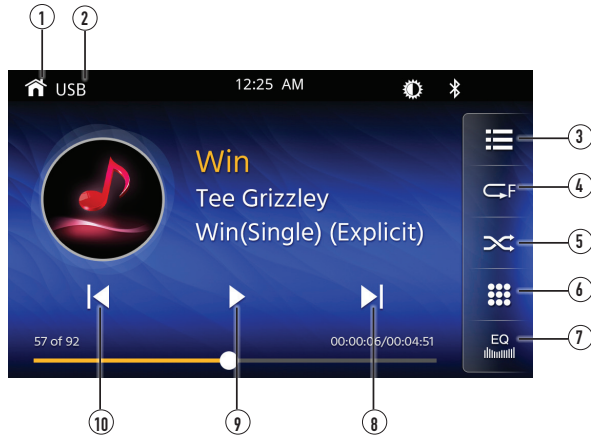 1 2
USB 12:25 AM
Win
Tee Grizzley
Win(Single) (Explicit)
57 of 92 00:00:06/00:04:51
F
EQ
3
4
5
6
7
10 9 8